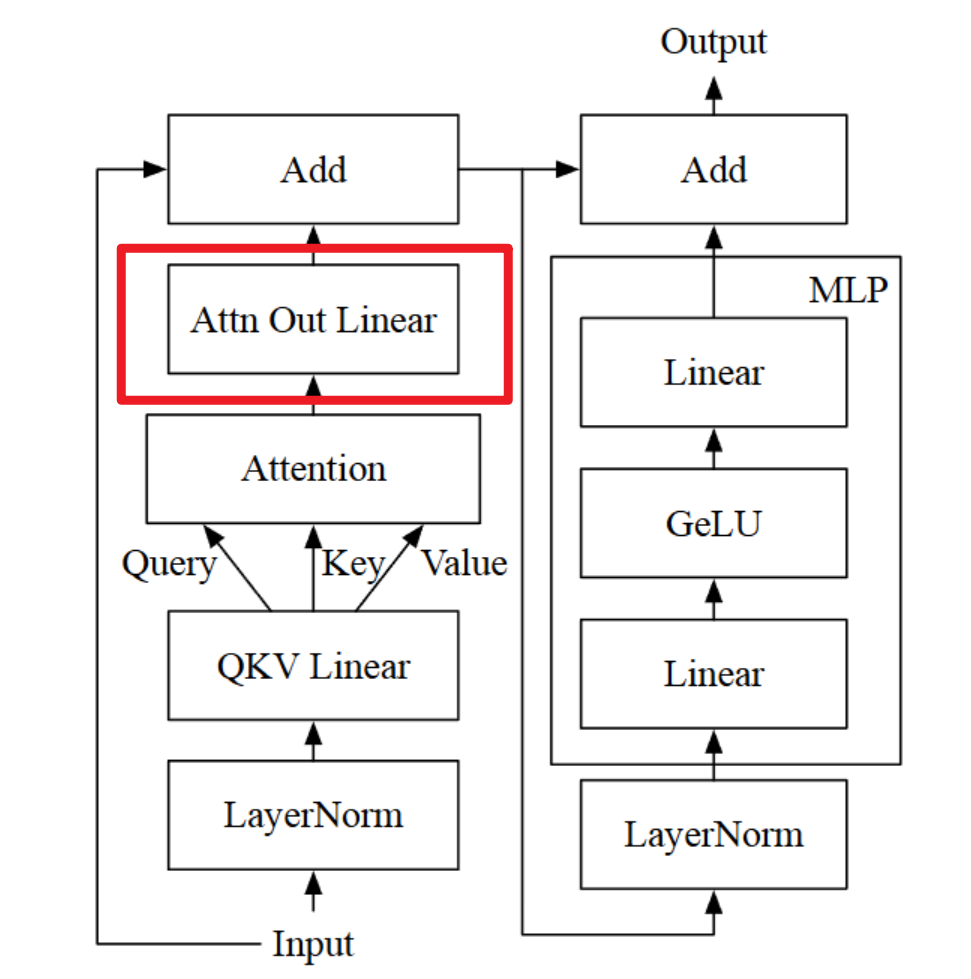 Output
Add
Add
MLP
Attn Out Linear
Linear
Attention
GeLU
Query
Key
Value
QKV Linear
Linear
LayerNorm
LayerNorm
Input